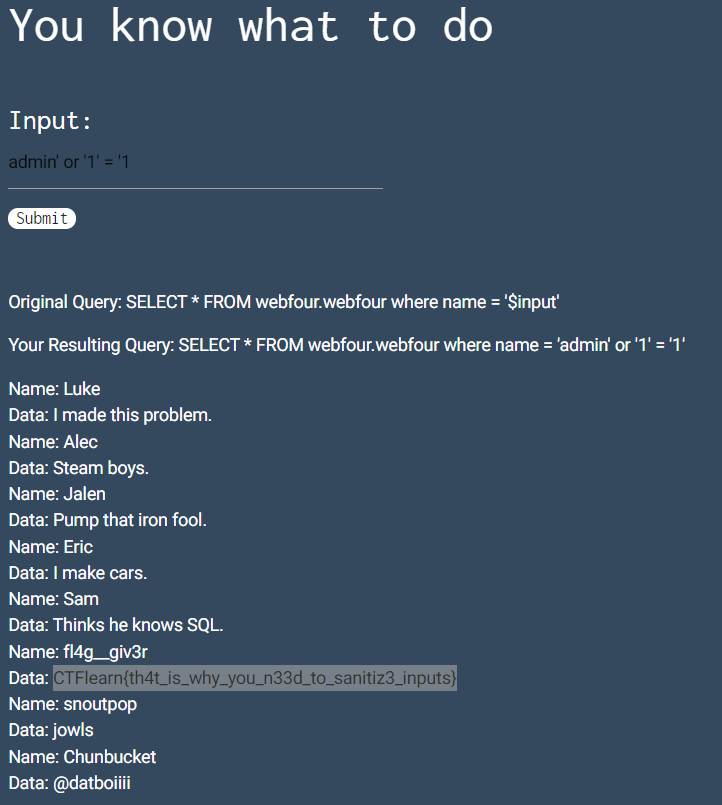 You know what to do
Input:
admin' or '1' = '1
Submit
Original Query: SELECT * FROM webfour.webfour where name = '$input'
Your Resulting Query: SELECT * FROM webfour.webfour where name = 'admin' or '1' = '1'
Name: Luke
Data: I made this problem.
Name: Alec
Data: Steam boys.
Name: Jalen
Data: Pump that iron fool.
Name: Eric
Data: I make cars.
Name: Sam
Data: Thinks he knows SQL.
Name: fl4g__giv3r
Data: CTFlearn{th4t_is_why_you_n33d_to_sanitiz3_inputs}
Name: snoutpop
Data: jowls
Name: Chunbucket
Data: @datboiiii